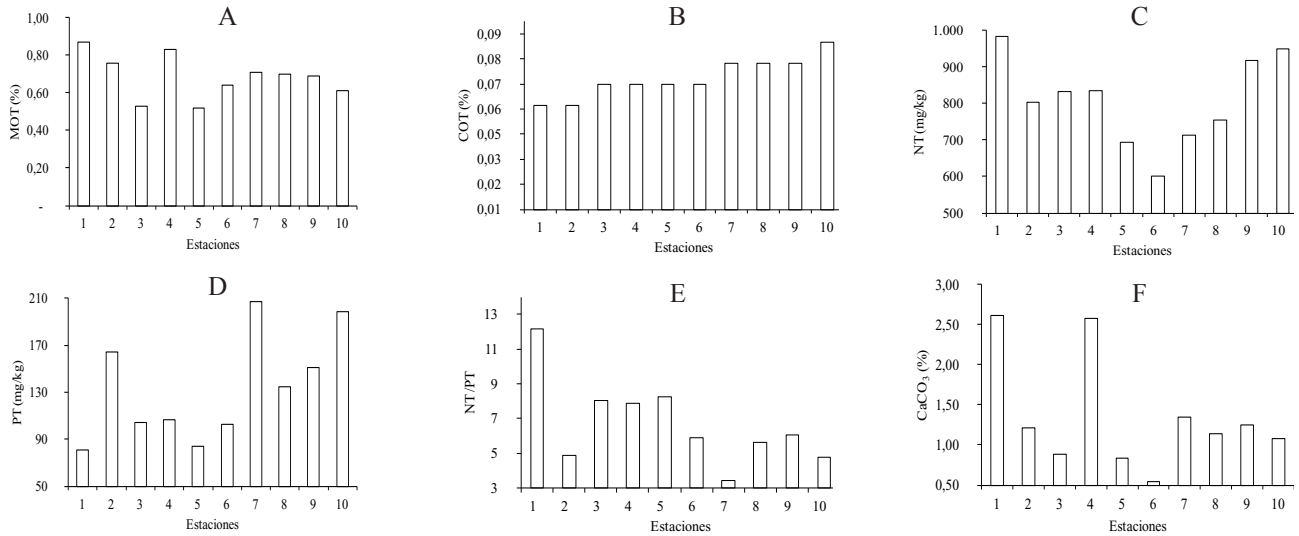 A
1,00
0,80
0,60
0,40
0,20
-
MOT (%)
1 2 3 4 5 6 7 8 9 10
Estaciones
B
0,09
0,08
0,07
0,06
0,05
0,04
0,03
0,02
0,01
COT (%)
1 2 3 4 5 6 7 8 9 10
Estaciones
C
1.000
900
800
700
600
500
NT (mg/kg)
1 2 3 4 5 6 7 8 9 10
Estaciones
D
210
170
130
90
50
PT (mg/kg)
1 2 3 4 5 6 7 8 9 10
Estaciones
E
13
11
9
7
5
3
NT/PT
1 2 3 4 5 6 7 8 9 10
Estaciones
F
3,00
2,50
2,00
1,50
1,00
0,50
CaCO₃ (%)
1 2 3 4 5 6 7 8 9 10
Estaciones